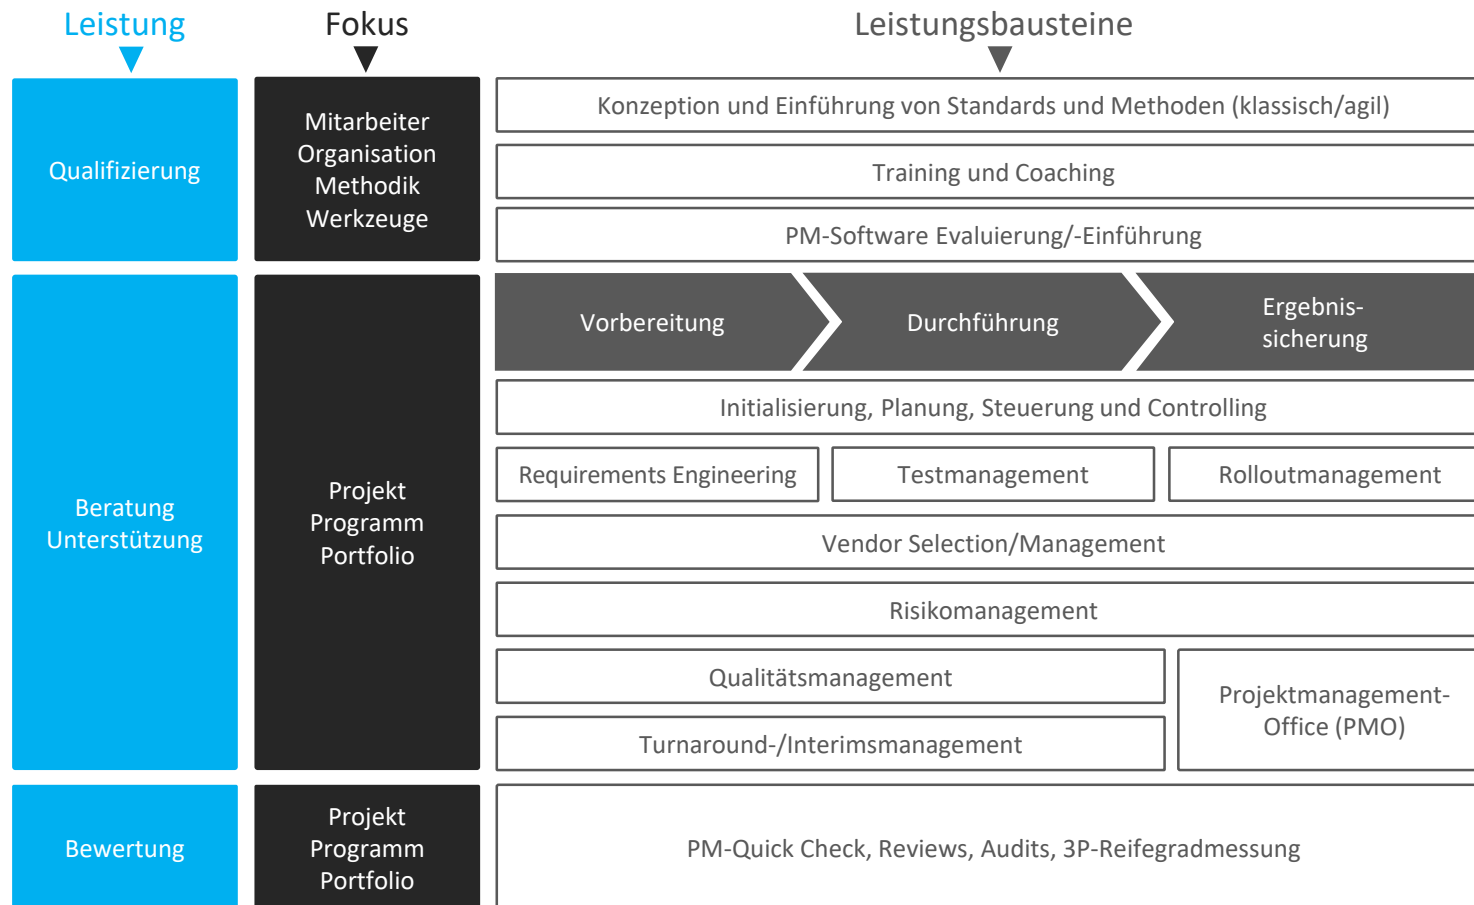 Leistung
Fokus
Leistungsbausteine
Qualifizierung
Mitarbeiter
Organisation
Methodik
Werkzeuge
Konzeption und Einführung von Standards und Methoden (klassisch/agil)
Training und Coaching
PM-Software Evaluierung/-Einführung
Beratung
Unterstützung
Projekt
Programm
Portfolio
Vorbereitung
Durchführung
Ergebnis-
sicherung
Initialisierung, Planung, Steuerung und Controlling
Requirements Engineering
Testmanagement
Rolloutmanagement
Vendor Selection/Management
Risikomanagement
Qualitätsmanagement
Turnaround-/Interimsmanagement
Projektmanagement-
Office (PMO)
Bewertung
Projekt
Programm
Portfolio
PM-Quick Check, Reviews, Audits, 3P-Reifegradmessung